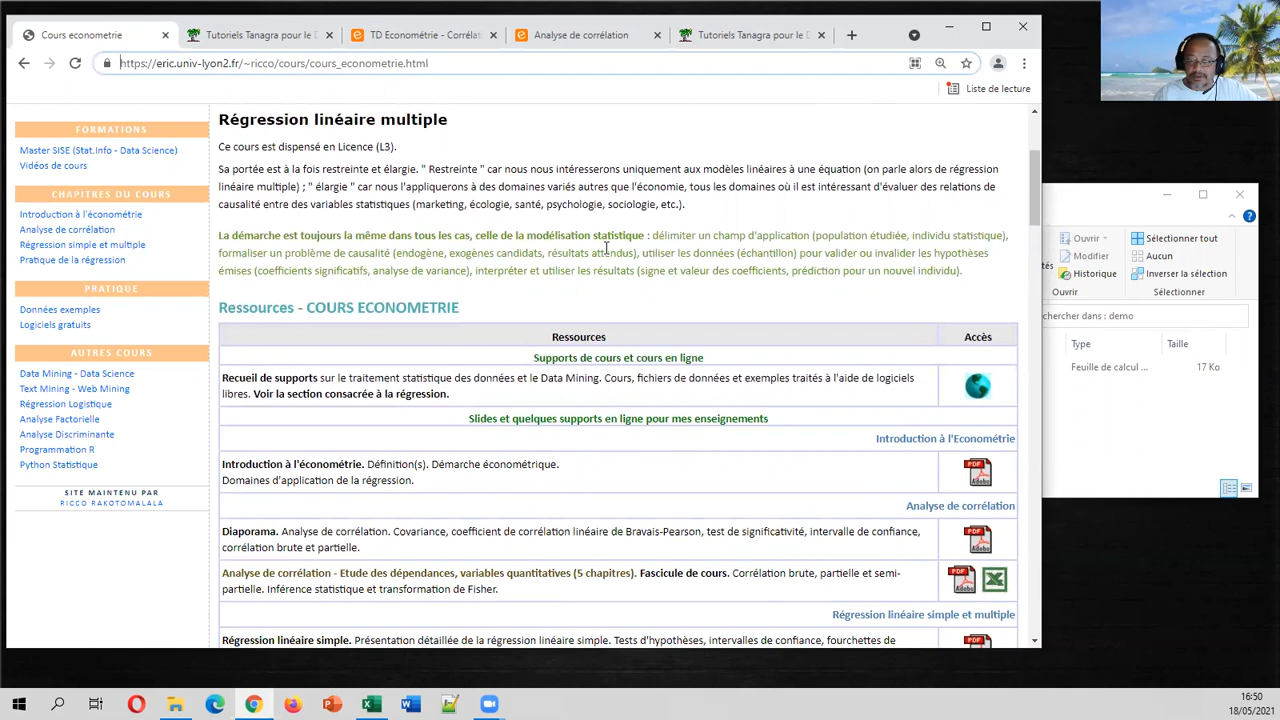 Cours econometrie
Tutoriels Tanagra pour le D
TD Econométrie - Corrélat
Analyse de corrélation
Tutoriels Tanagra pour le D
https://eric.univ-lyon2.fr/~ricco/cours/cours_econometrie.html
Liste de lecture
FORMATIONS
Master SISE (Stat.Info - Data Science)
Vidéos de cours
CHAPITRES DU COURS
Introduction à l'économétrie
Analyse de corrélation
Régression simple et multiple
Pratique de la régression
PRATIQUE
Données exemples
Logiciels gratuits
AUTRES COURS
Data Mining - Data Science
Text Mining - Web Mining
Régression Logistique
Analyse Factorielle
Analyse Discriminante
Programmation R
Python Statistique
SITE MAINTENU PAR
RICCO RAKOTOMALALA
Régression linéaire multiple
Ce cours est dispensé en Licence (L3).
Sa portée est à la fois restreinte et élargie. " Restreinte " car nous nous intéresserons uniquement aux modèles linéaires à une équation (on parle alors de régression
linéaire multiple) ; " élargie " car nous l'appliquerons à des domaines variés autres que l'économie, tous les domaines où il est intéressant d'évaluer des relations de
causalité entre des variables statistiques (marketing, écologie, santé, psychologie, sociologie, etc.).
La démarche est toujours la même dans tous les cas, celle de la modélisation statistique : délimiter un champ d'application (population étudiée, individu statistique),
formaliser un problème de causalité (endogène, exogènes candidats, résultats attendus), utiliser les données (échantillon) pour valider ou invalider les hypothèses
émises (coefficients significatifs, analyse de variance), interpréter et utiliser les résultats (signe et valeur des coefficients, prédiction pour un nouvel individu).
Ressources - COURS ECONOMETRIE
Ressources
Accès
Supports de cours et cours en ligne
Recueil de supports sur le traitement statistique des données et le Data Mining. Cours, fichiers de données et exemples traités à l'aide de logiciels
libres. Voir la section consacrée à la régression.
Slides et quelques supports en ligne pour mes enseignements
Introduction à l'Econométrie
Introduction à l'économétrie. Définition(s). Démarche économétrique.
Domaines d'application de la régression.
PDF
Adobe
Analyse de corrélation
Diaporama. Analyse de corrélation. Covariance, coefficient de corrélation linéaire de Bravais-Pearson, test de significativité, intervalle de confiance,
corrélation brute et partielle.
PDF
Adobe
Analyse de corrélation - Etude des dépendances, variables quantitatives (5 chapitres). Fascicule de cours. Corrélation brute, partielle et semi-
partielle. Inférence statistique et transformation de Fisher.
PDF
Adobe
Régression linéaire simple et multiple
Régression linéaire simple. Présentation détaillée de la régression linéaire simple. Tests d'hypothèses, intervalles de confiance, fourchettes de
PDF
Ouvrir
Modifier
Historique
Ouvrir
Sélectionner tout
Aucun
Inverser la sélection
Sélectionner
chercher dans : demo
Type
Taille
Feuille de calcul ...
17 Ko
16:50
18/05/2021